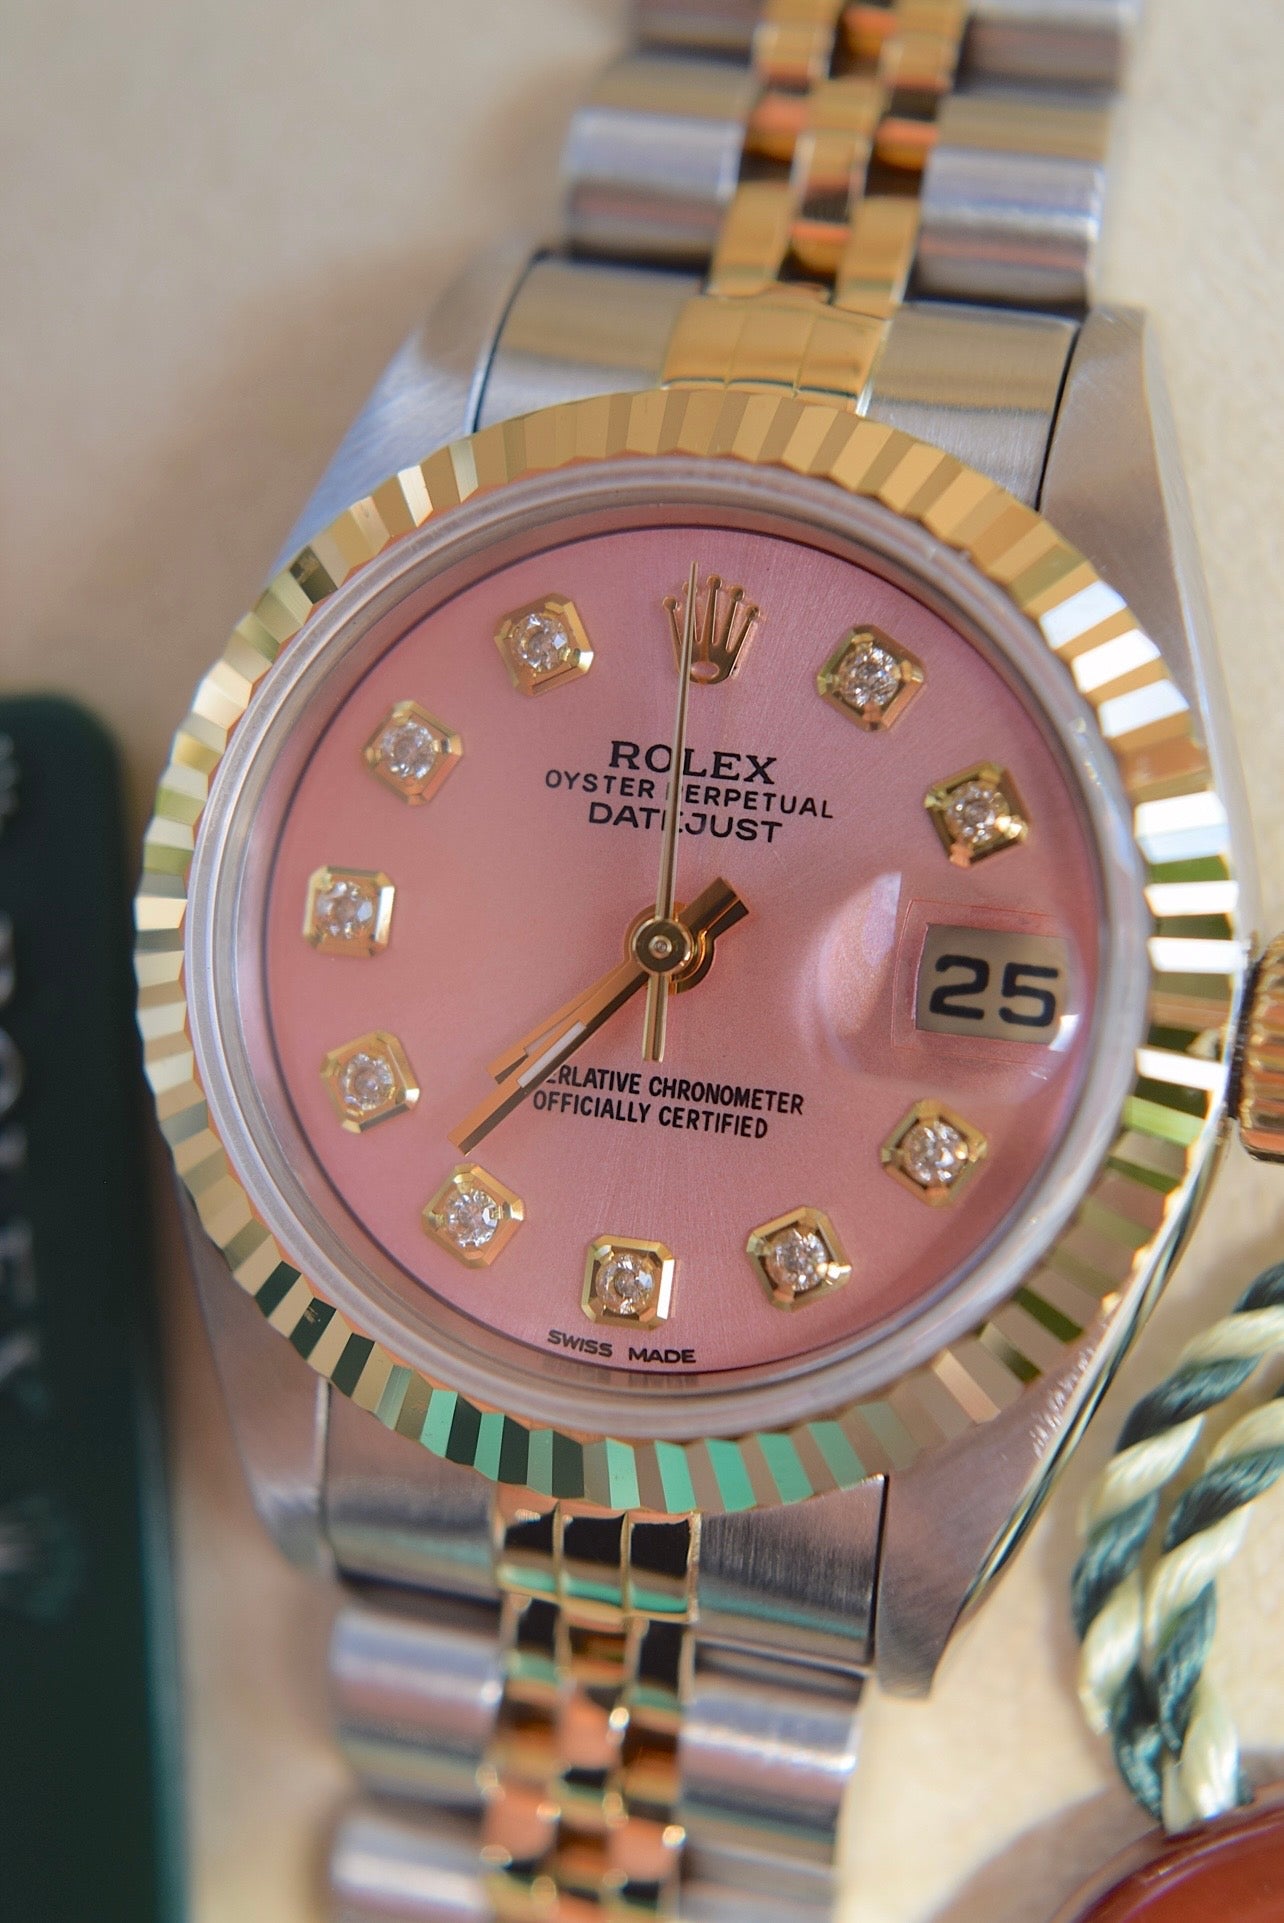 ROLEX
OYSTER PERPETUAL
DATEJUST
25
CHRONOMETER
OFFICIALLY CERTIFIED
SWISS MADE